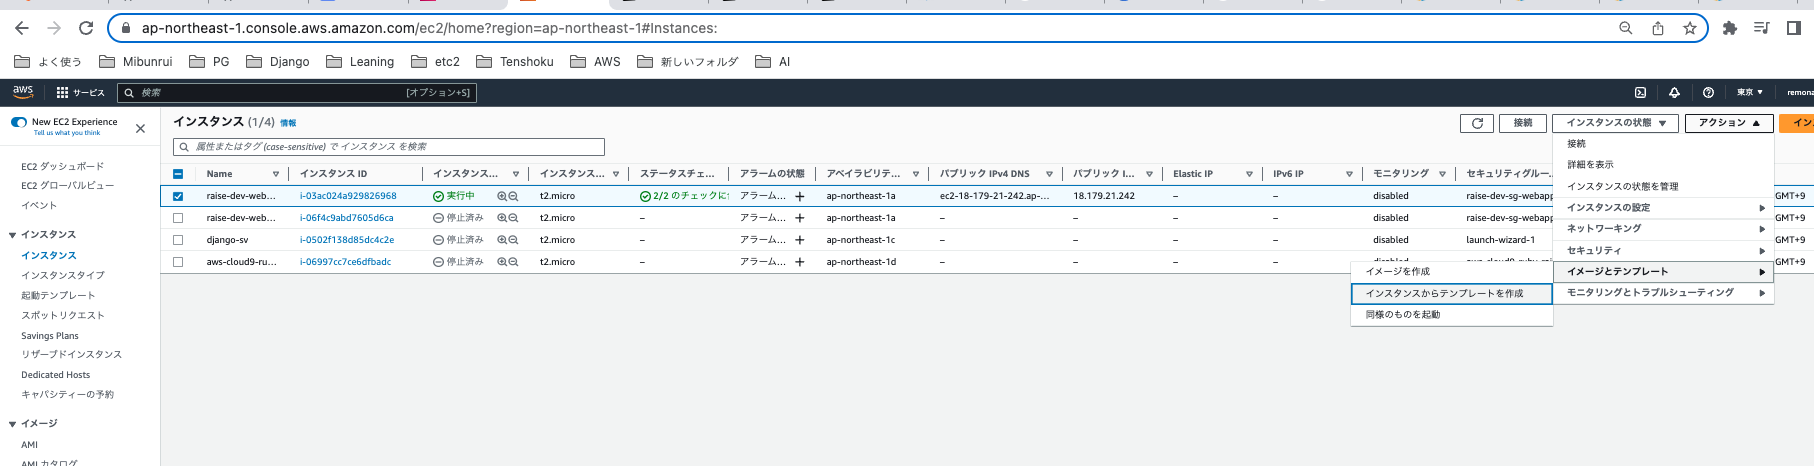 ap-northeast-1.console.aws.amazon.com/ec2/home?region=ap-northeast-1#Instances:
よく使う Mibunrui PG Django Leaning etc2 Tenshoku AWS 新しいフォルダ AI
aws サービス 検索 [オプション+S] 東京 ▼ remona
New EC2 Experience
Tell us what you think
EC2 ダッシュボード
EC2 グローバルビュー
イベント
▼ インスタンス
インスタンス
インスタンスタイプ
起動テンプレート
スポットリクエスト
Savings Plans
リザーブドインスタンス
Dedicated Hosts
キャパシティーの予約
▼ イメージ
AMI
AMI カタログ
インスタンス (1/4) 情報
接続 インスタンスの状態 ▼ アクション ▲ イン
属性またはタグ (case-sensitive) で インスタンス を検索
Name インスタンス ID インスタンス... インスタンス... ステータスチェ... アラームの状態 アベイラビリテ... パブリック IPv4 DNS パブリック I... Elastic IP IPv6 IP モニタリング セキュリティグルー...
raise-dev-web... i-03ac024a929826968 実行中 t2.micro 2/2 のチェックに アラーム... + ap-northeast-1a ec2-18-179-21-242.ap-... 18.179.21.242 – – disabled raise-dev-sg-webapp GMT+9
raise-dev-web... i-06f4c9abd7605d6ca 停止済み t2.micro – アラーム... + ap-northeast-1a – – – – disabled raise-dev-sg-webapp GMT+9
django-sv i-0502f138d85dc4c2e 停止済み t2.micro – アラーム... + ap-northeast-1c – – – – disabled launch-wizard-1 GMT+9
aws-cloud9-ru... i-06997cc7ce6dfbadc 停止済み t2.micro – アラーム... + ap-northeast-1d – – – – GMT+9
接続
詳細を表示
インスタンスの状態を管理
インスタンスの設定
ネットワーキング
セキュリティ
イメージとテンプレート
モニタリングとトラブルシューティング
イメージを作成
インスタンスからテンプレートを作成
同様のものを起動